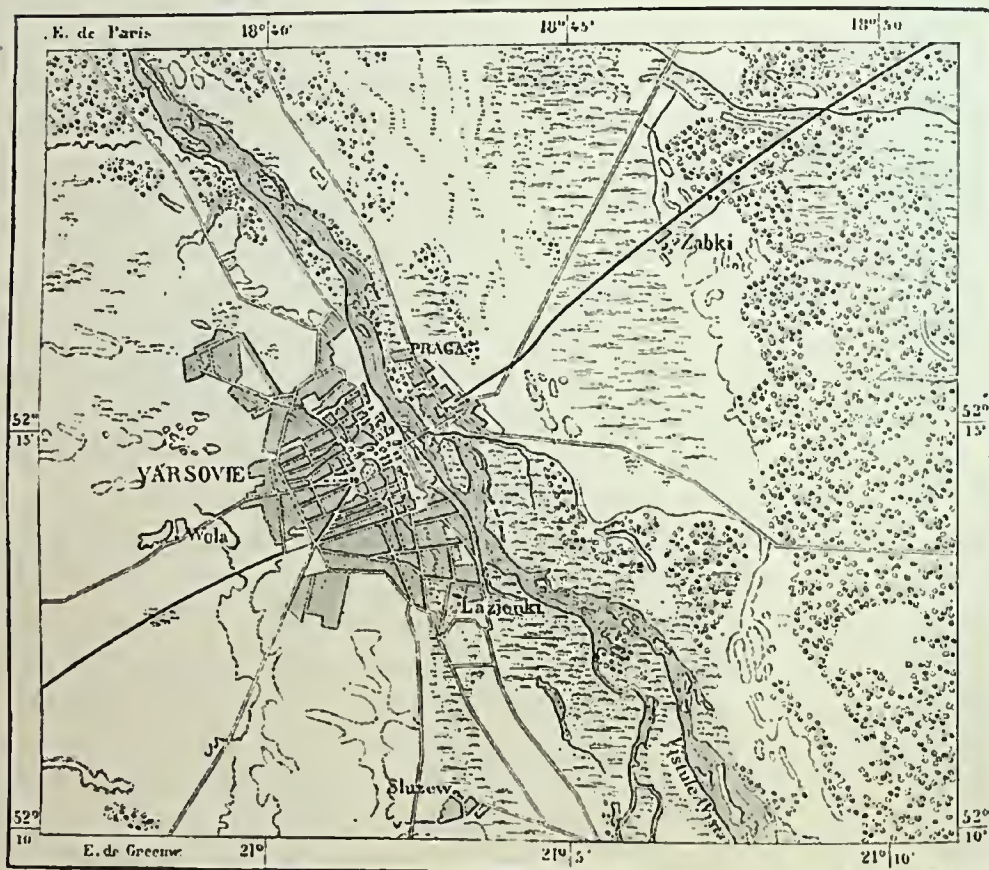 E. de Paris 18° 40' 18° 45' 18° 50'
Zabki
PRAGA
52° 15' 52° 15'
VARSOVIE
Wola
Lazienki
Sluzew
Vistule
52° 10' 52° 10'
E. de Greenw. 21° 21° 5' 21° 10'